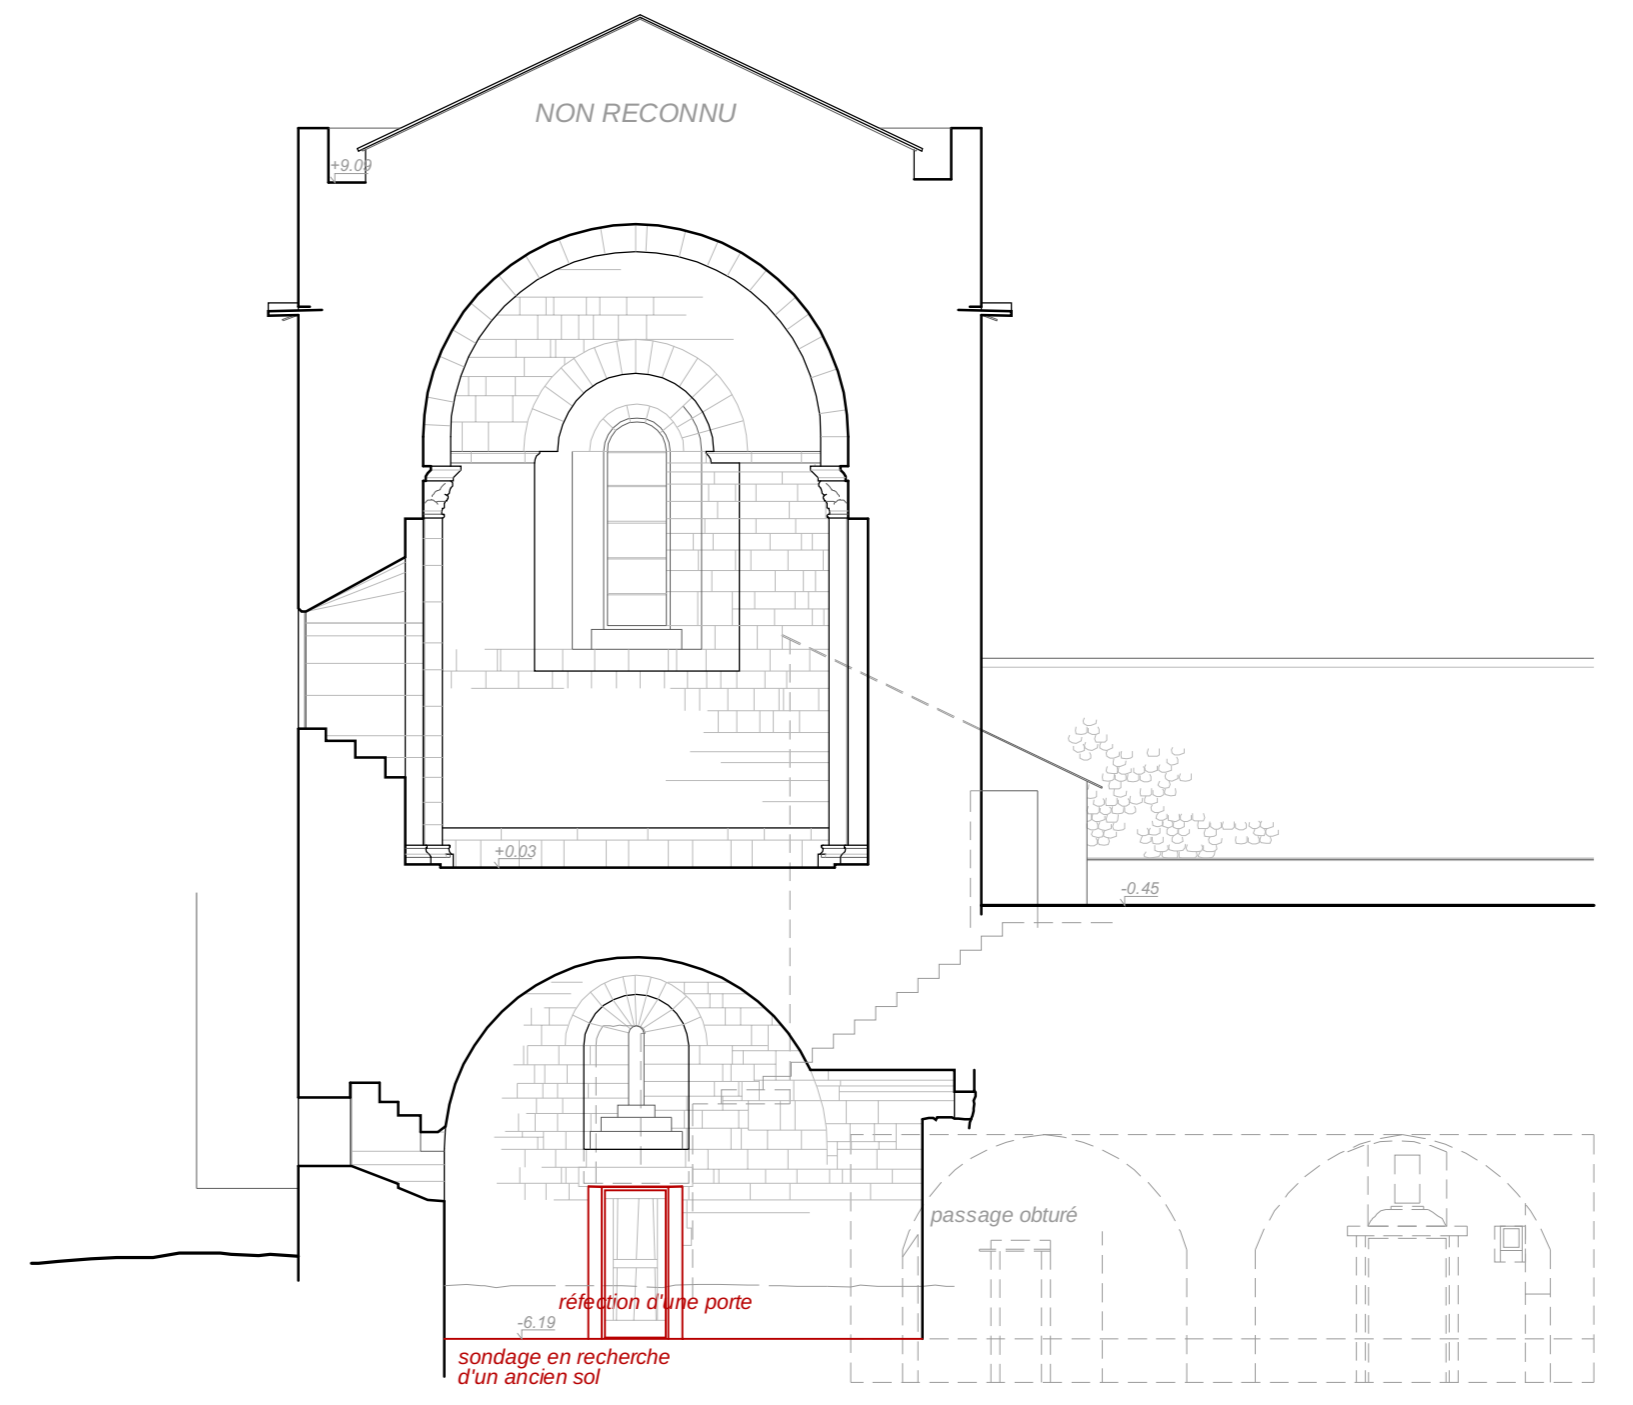 NON RECONNU
+9.09
+0.03
-0.45
passage obturé
réfection d'une porte
-6.19
sondage en recherche
d'un ancien sol